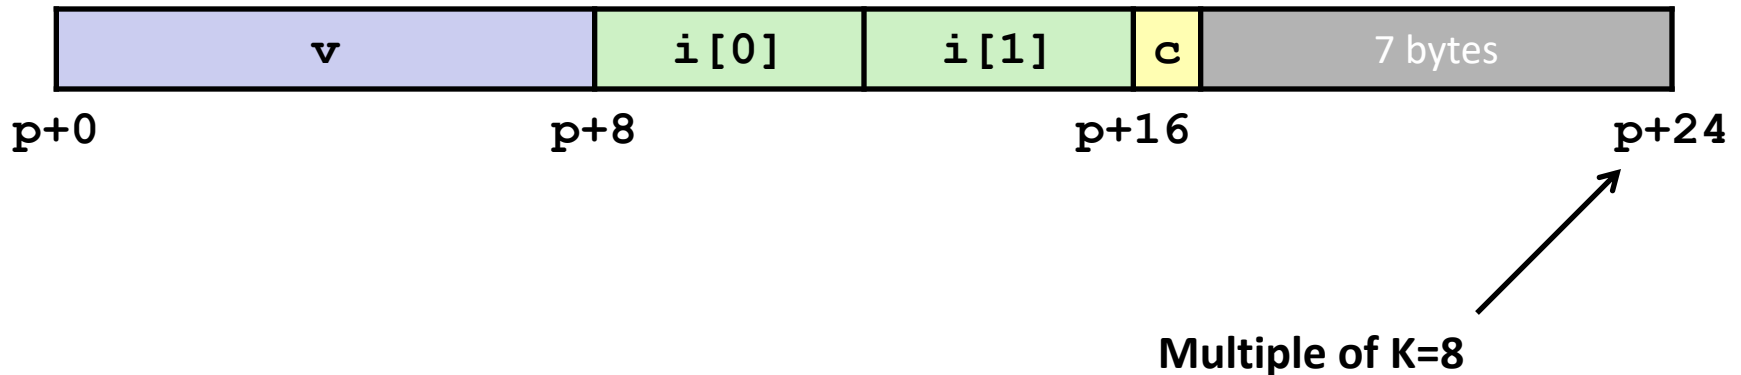 v i[0] i[1] c 7 bytes
p+0 p+8 p+16 p+24
Multiple of K=8